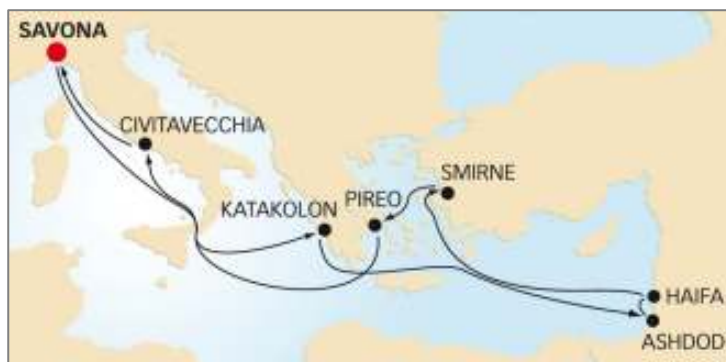 SAVONA
CIVITAVECCHIA
SMIRNE
PIREO
KATAKOLON
HAIFA
ASHDOD